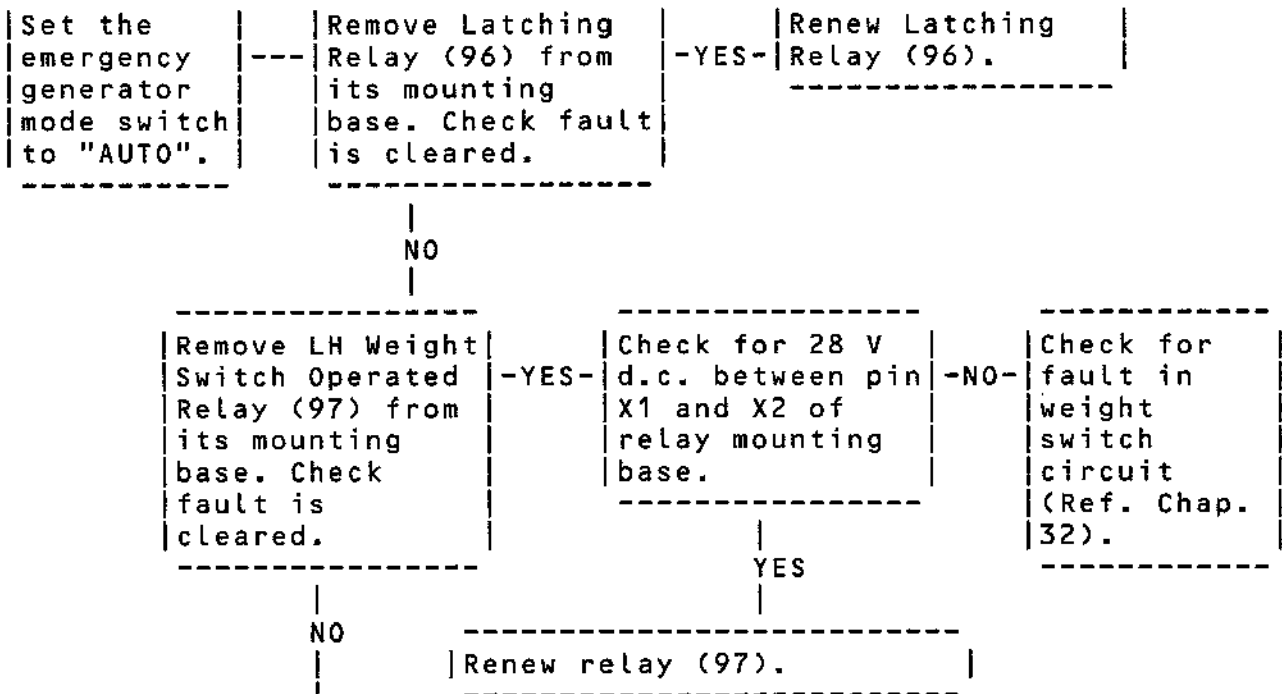 Set the
emergency
generator
mode switch
to "AUTO".
Remove Latching
Relay (96) from
its mounting
base. Check fault
is cleared.
YES
Renew Latching
Relay (96).
NO
Remove LH Weight
Switch Operated
Relay (97) from
its mounting
base. Check
fault is
cleared.
YES
Check for 28 V
d.c. between pin
X1 and X2 of
relay mounting
base.
NO
Check for
fault in
weight
switch
circuit
(Ref. Chap.
32).
YES
NO
Renew relay (97).